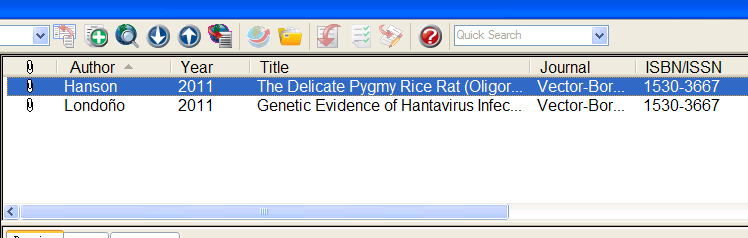 Quick Search
Author Year Title Journal ISBN/ISSN
Hanson 2011 The Delicate Pygmy Rice Rat (Oligor... Vector-Bor... 1530-3667
Londoño 2011 Genetic Evidence of Hantavirus Infec... Vector-Bor... 1530-3667